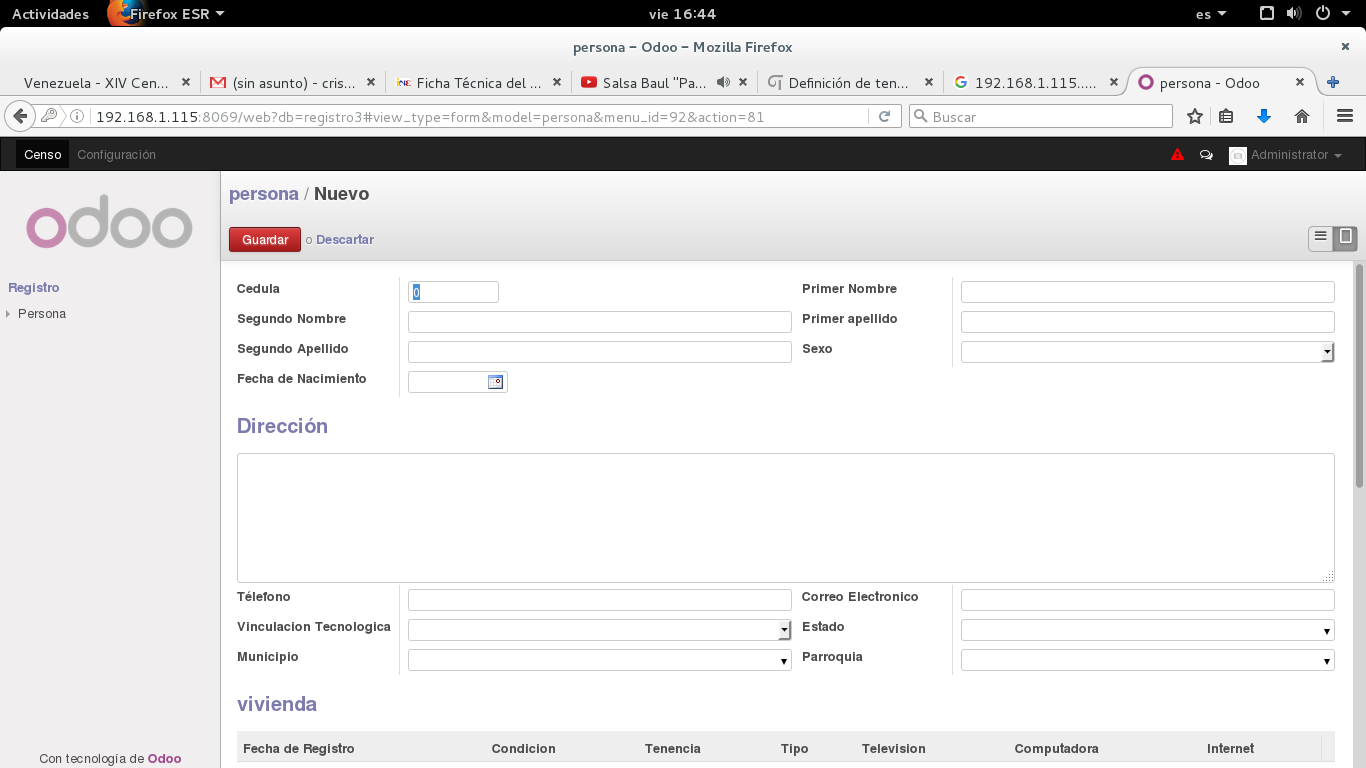 Actividades Firefox ESR vie 16:44 es
persona – Odoo – Mozilla Firefox
Venezuela - XIV Cen... (sin asunto) - cris... Ficha Técnica del ... Salsa Baul "Pa... Definición de ten... 192.168.1.115..... persona - Odoo
192.168.1.115:8069/web?db=registro3#view_type=form&model=persona&menu_id=92&action=81 Buscar
Censo Configuración Administrator
odoo
persona / Nuevo
Guardar o Descartar
Registro
Persona
Cedula 0 Primer Nombre
Segundo Nombre Primer apellido
Segundo Apellido Sexo
Fecha de Nacimiento
Dirección
Télefono Correo Electronico
Vinculacion Tecnologica Estado
Municipio Parroquia
vivienda
Fecha de Registro Condicion Tenencia Tipo Television Computadora Internet
Con tecnología de Odoo